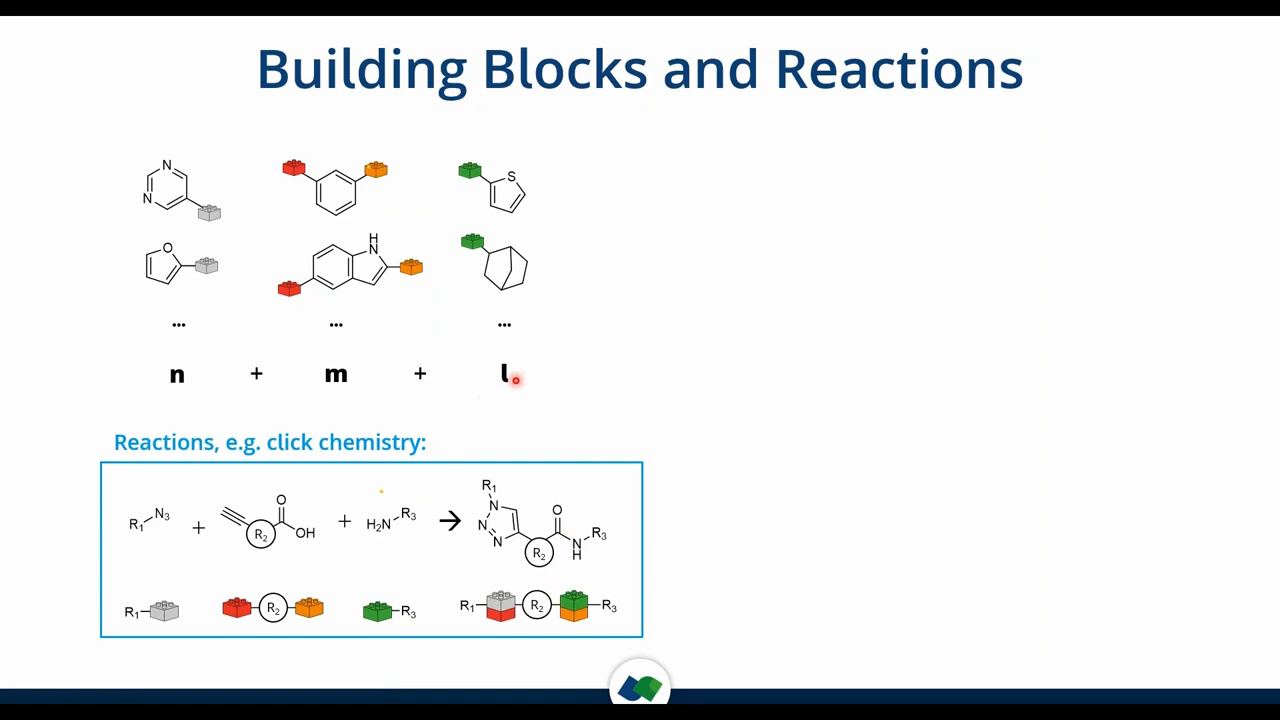 Building Blocks and Reactions
N
N
S
O
H
N
... ... ...
n + m + l
Reactions, e.g. click chemistry:
R1 N3 + R2 O OH + H2N R3 → R1 N N N R2 O N H R3
R1 R2 R3 R1 R2 R3